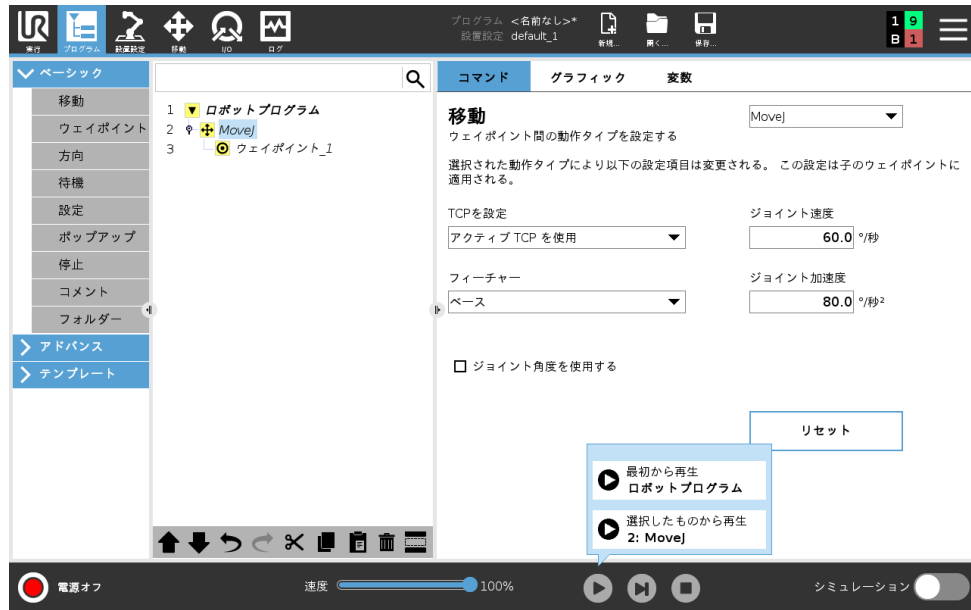 UR
実行
プログラム
設置設定
移動
I/O
ログ
プログラム <名前なし>*
設置設定 default_1
新規...
開く...
保存...
1 9
B 1
ベーシック
移動
ウェイポイント
方向
待機
設定
ポップアップ
停止
コメント
フォルダー
アドバンス
テンプレート
1 ロボットプログラム
2 MoveJ
3 ウェイポイント_1
コマンド グラフィック 変数
移動
MoveJ
ウェイポイント間の動作タイプを設定する
選択された動作タイプにより以下の設定項目は変更される。 この設定は子のウェイポイントに
適用される。
TCPを設定
ジョイント速度
アクティブ TCP を使用
60.0 °/秒
フィーチャー
ジョイント加速度
ベース
80.0 °/秒²
ジョイント角度を使用する
リセット
最初から再生
ロボットプログラム
選択したものから再生
2: MoveJ
電源オフ
速度
100%
シミュレーション